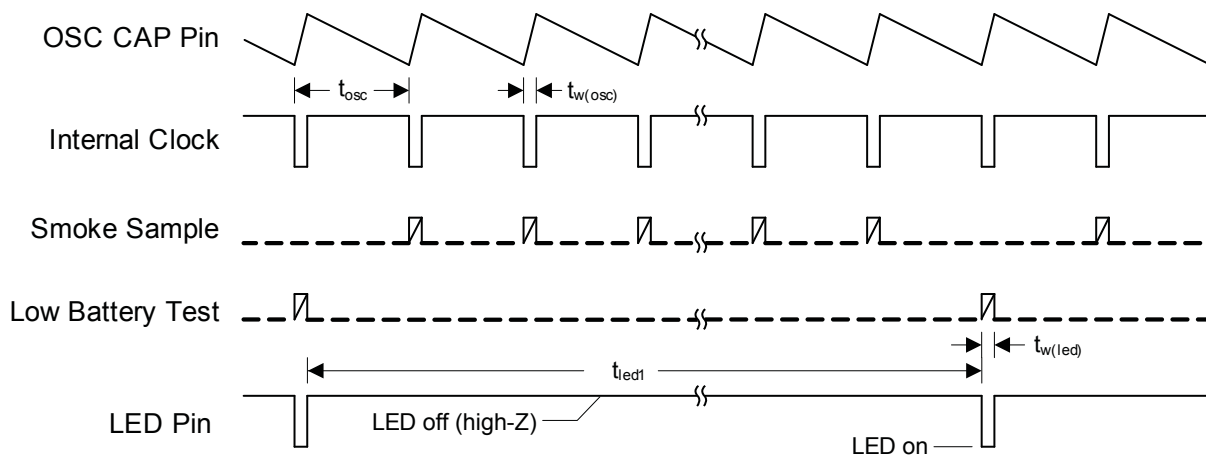 OSC CAP Pin
tosc
tw(osc)
Internal Clock
Smoke Sample
Low Battery Test
tw(led)
tled1
LED Pin
LED off (high-Z)
LED on